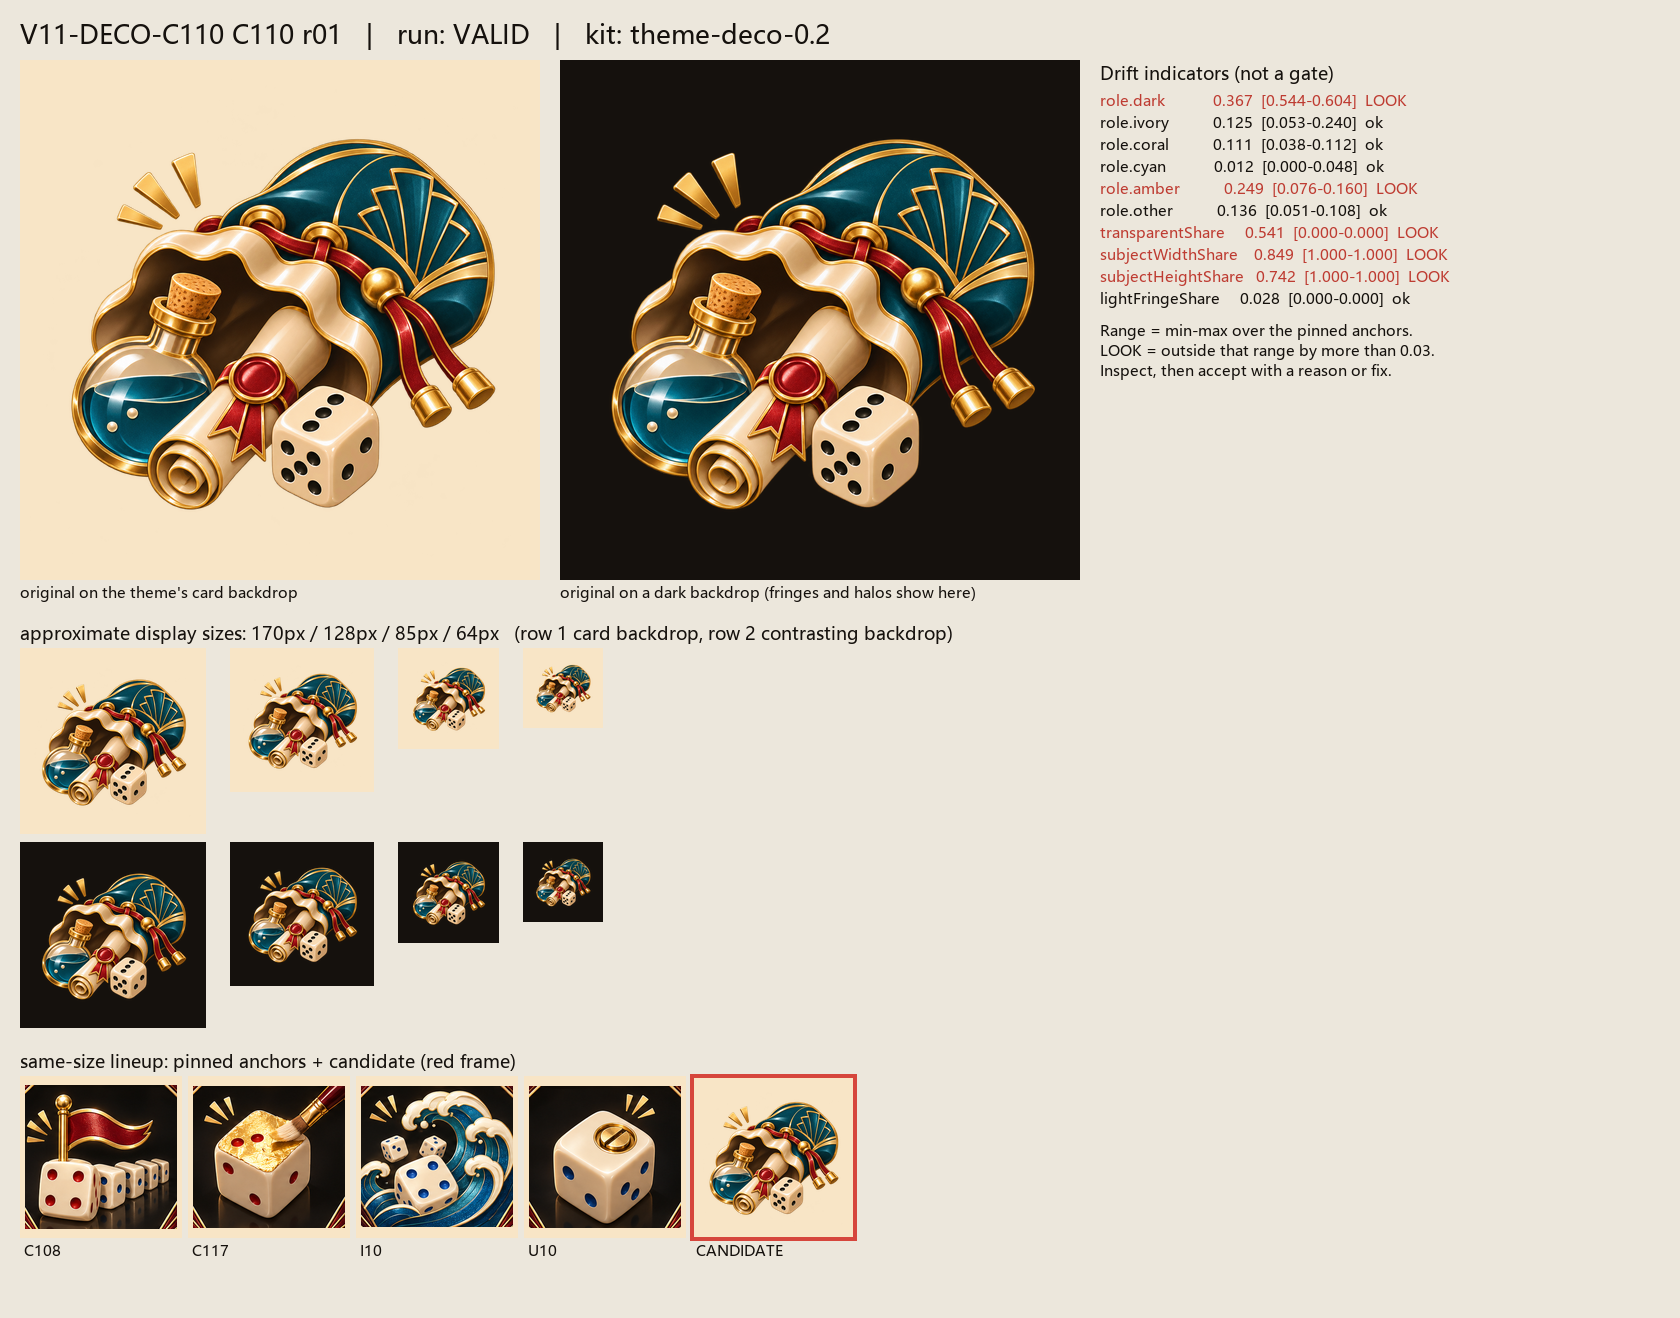 V11-DECO-C110 C110 r01 | run: VALID | kit: theme-deco-0.2
Drift indicators (not a gate)
role.dark 0.367 [0.544-0.604] LOOK
role.ivory 0.125 [0.053-0.240] ok
role.coral 0.111 [0.038-0.112] ok
role.cyan 0.012 [0.000-0.048] ok
role.amber 0.249 [0.076-0.160] LOOK
role.other 0.136 [0.051-0.108] ok
transparentShare 0.541 [0.000-0.000] LOOK
subjectWidthShare 0.849 [1.000-1.000] LOOK
subjectHeightShare 0.742 [1.000-1.000] LOOK
lightFringeShare 0.028 [0.000-0.000] ok
Range = min-max over the pinned anchors.
LOOK = outside that range by more than 0.03.
Inspect, then accept with a reason or fix.
original on the theme's card backdrop
original on a dark backdrop (fringes and halos show here)
approximate display sizes: 170px / 128px / 85px / 64px (row 1 card backdrop, row 2 contrasting backdrop)
same-size lineup: pinned anchors + candidate (red frame)
C108
C117
I10
U10
CANDIDATE